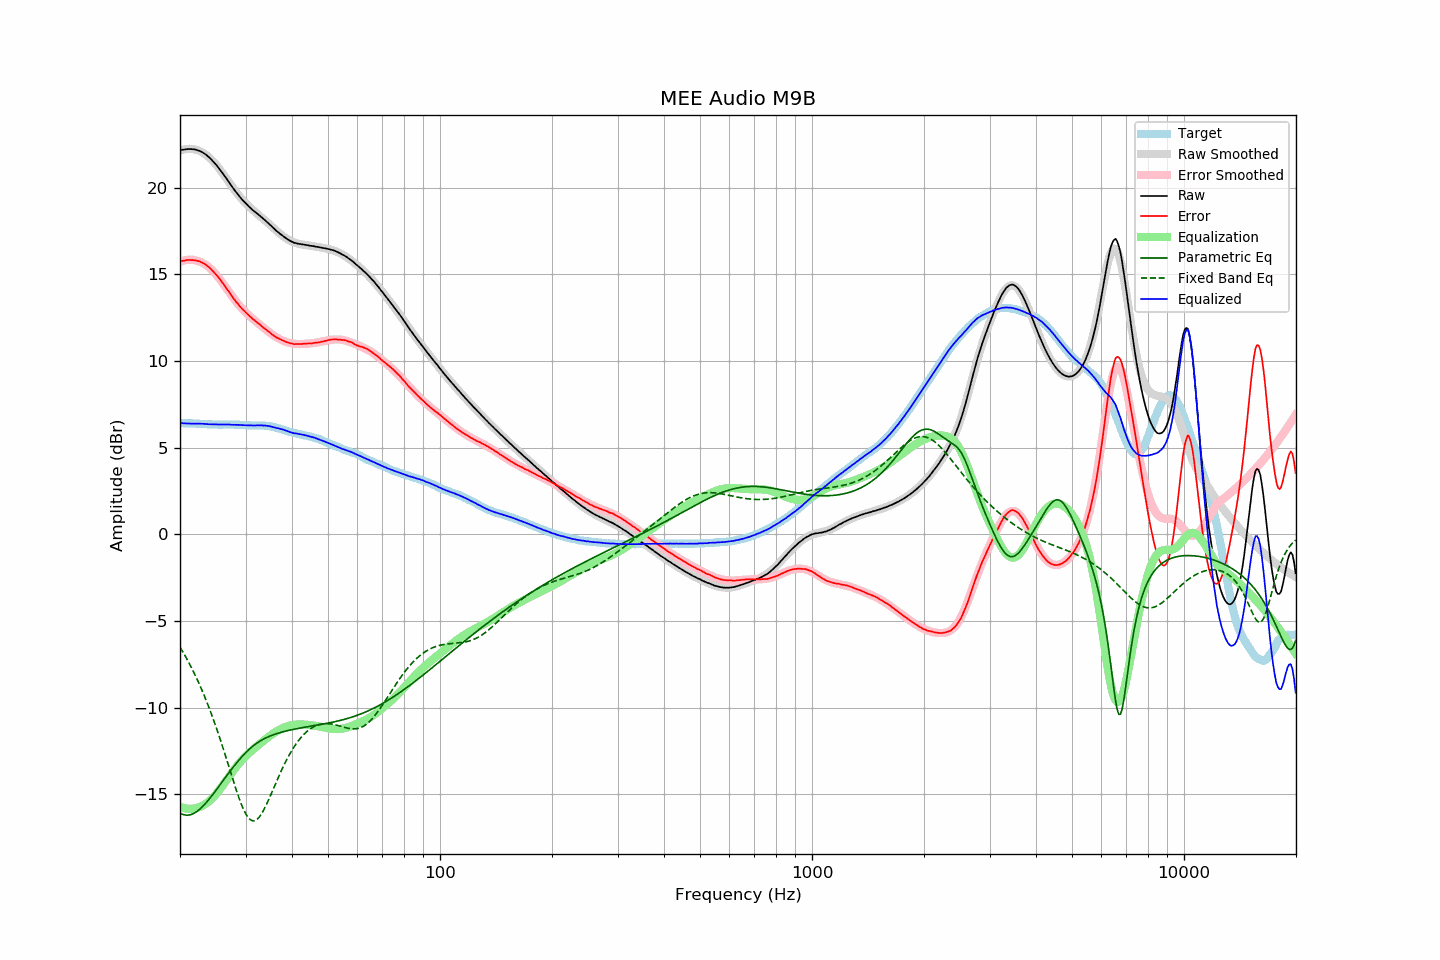 MEE Audio M9B
Target
Raw Smoothed
Error Smoothed
Raw
Error
Equalization
Parametric Eq
Fixed Band Eq
Equalized
20
15
10
5
0
−5
−10
−15
Amplitude (dBr)
100
1000
10000
Frequency (Hz)